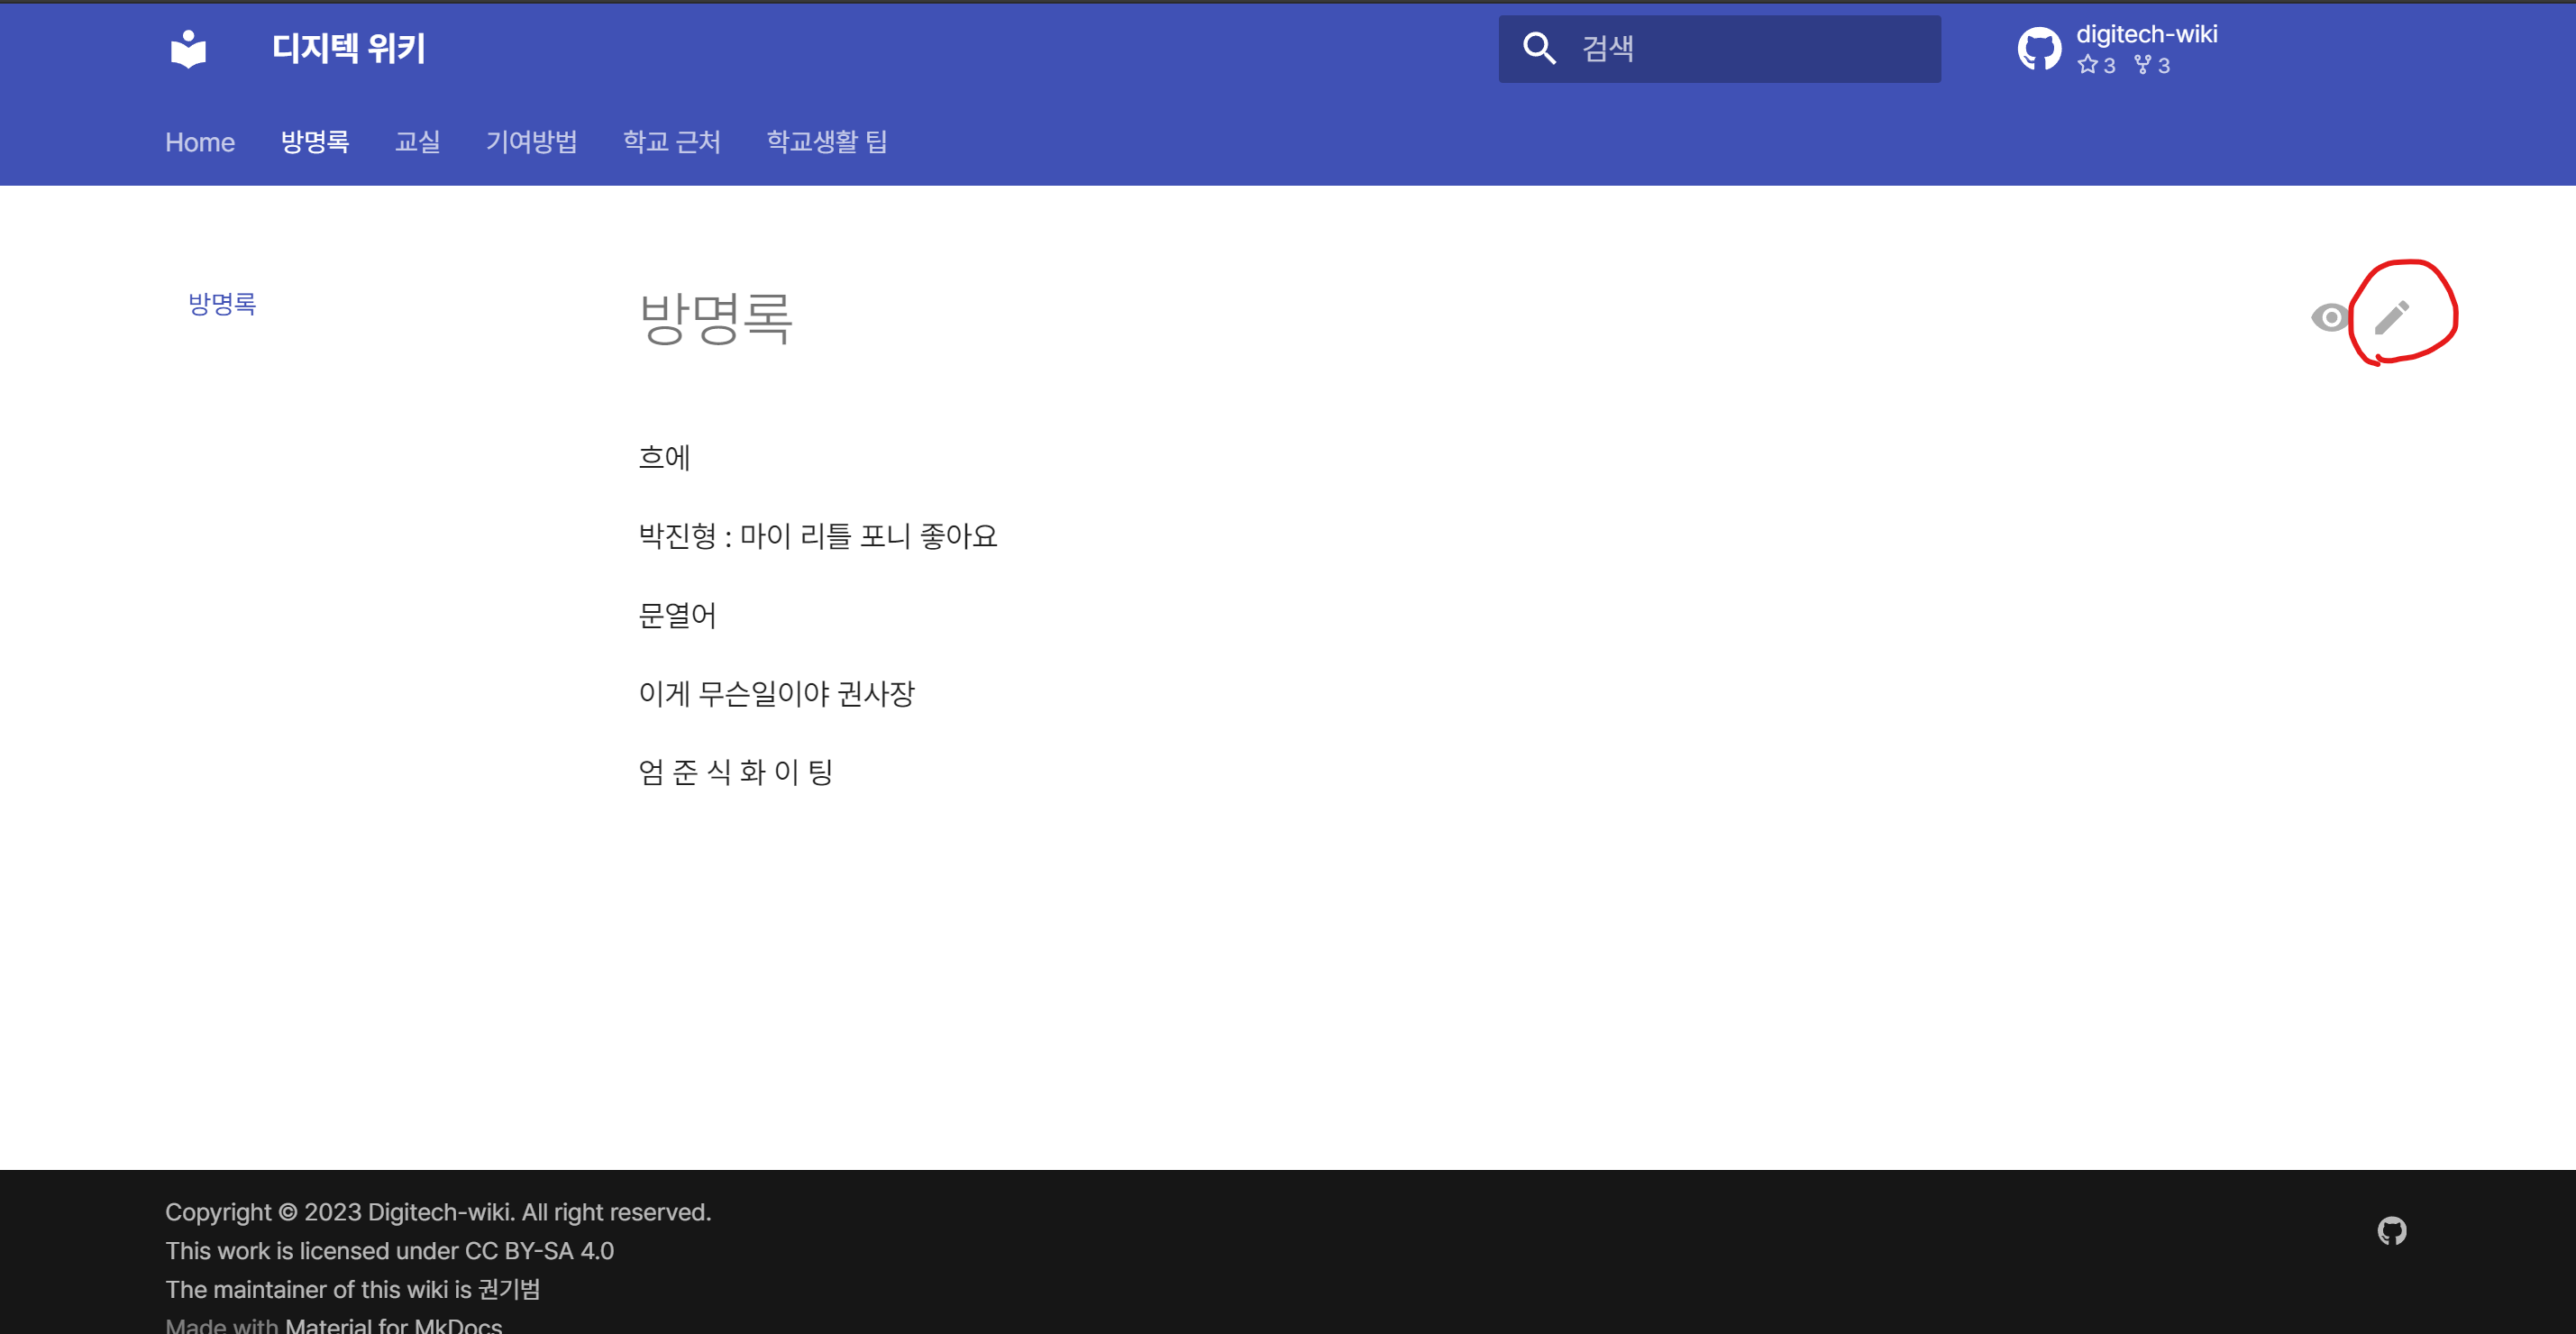 디지텍 위키
검색
digitech-wiki
3 3
Home 방명록 교실 기여방법 학교 근처 학교생활 팁
방명록
방명록
흐에
박진형 : 마이 리틀 포니 좋아요
문열어
이게 무슨일이야 권사장
엄 준 식 화 이 팅
Copyright © 2023 Digitech-wiki. All right reserved.
This work is licensed under CC BY-SA 4.0
The maintainer of this wiki is 권기범
Made with Material for MkDocs